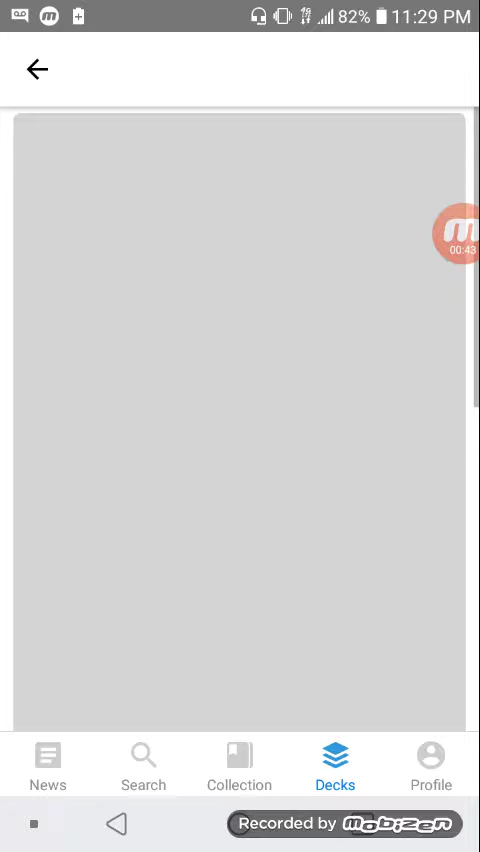 82% 11:29 PM
00:43
News Search Collection Decks Profile
Recorded by mobizen